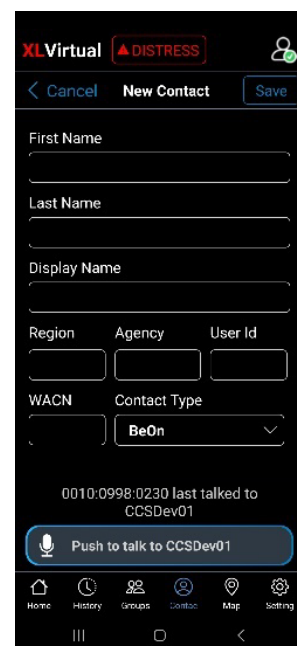 XLVirtual DISTRESS
Cancel New Contact Save
First Name
Last Name
Display Name
Region Agency User Id
WACN Contact Type
BeOn
0010:0998:0230 last talked to
CCSDev01
Push to talk to CCSDev01
Home History Groups Contac Map Setting